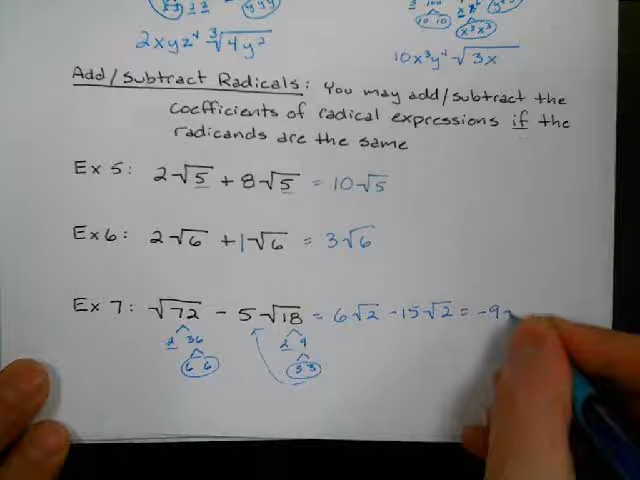 2xyz⁴ ∛4y²
10x³y⁴ √3x
Add/Subtract Radicals: You may add/subtract the
coefficients of radical expressions if the
radicands are the same
Ex 5: 2√5 + 8√5 = 10√5
Ex 6: 2√6 + 1√6 = 3√6
Ex 7: √72 - 5√18 = 6√2 - 15√2 = -9
2 36 2 9
6 6 3 3